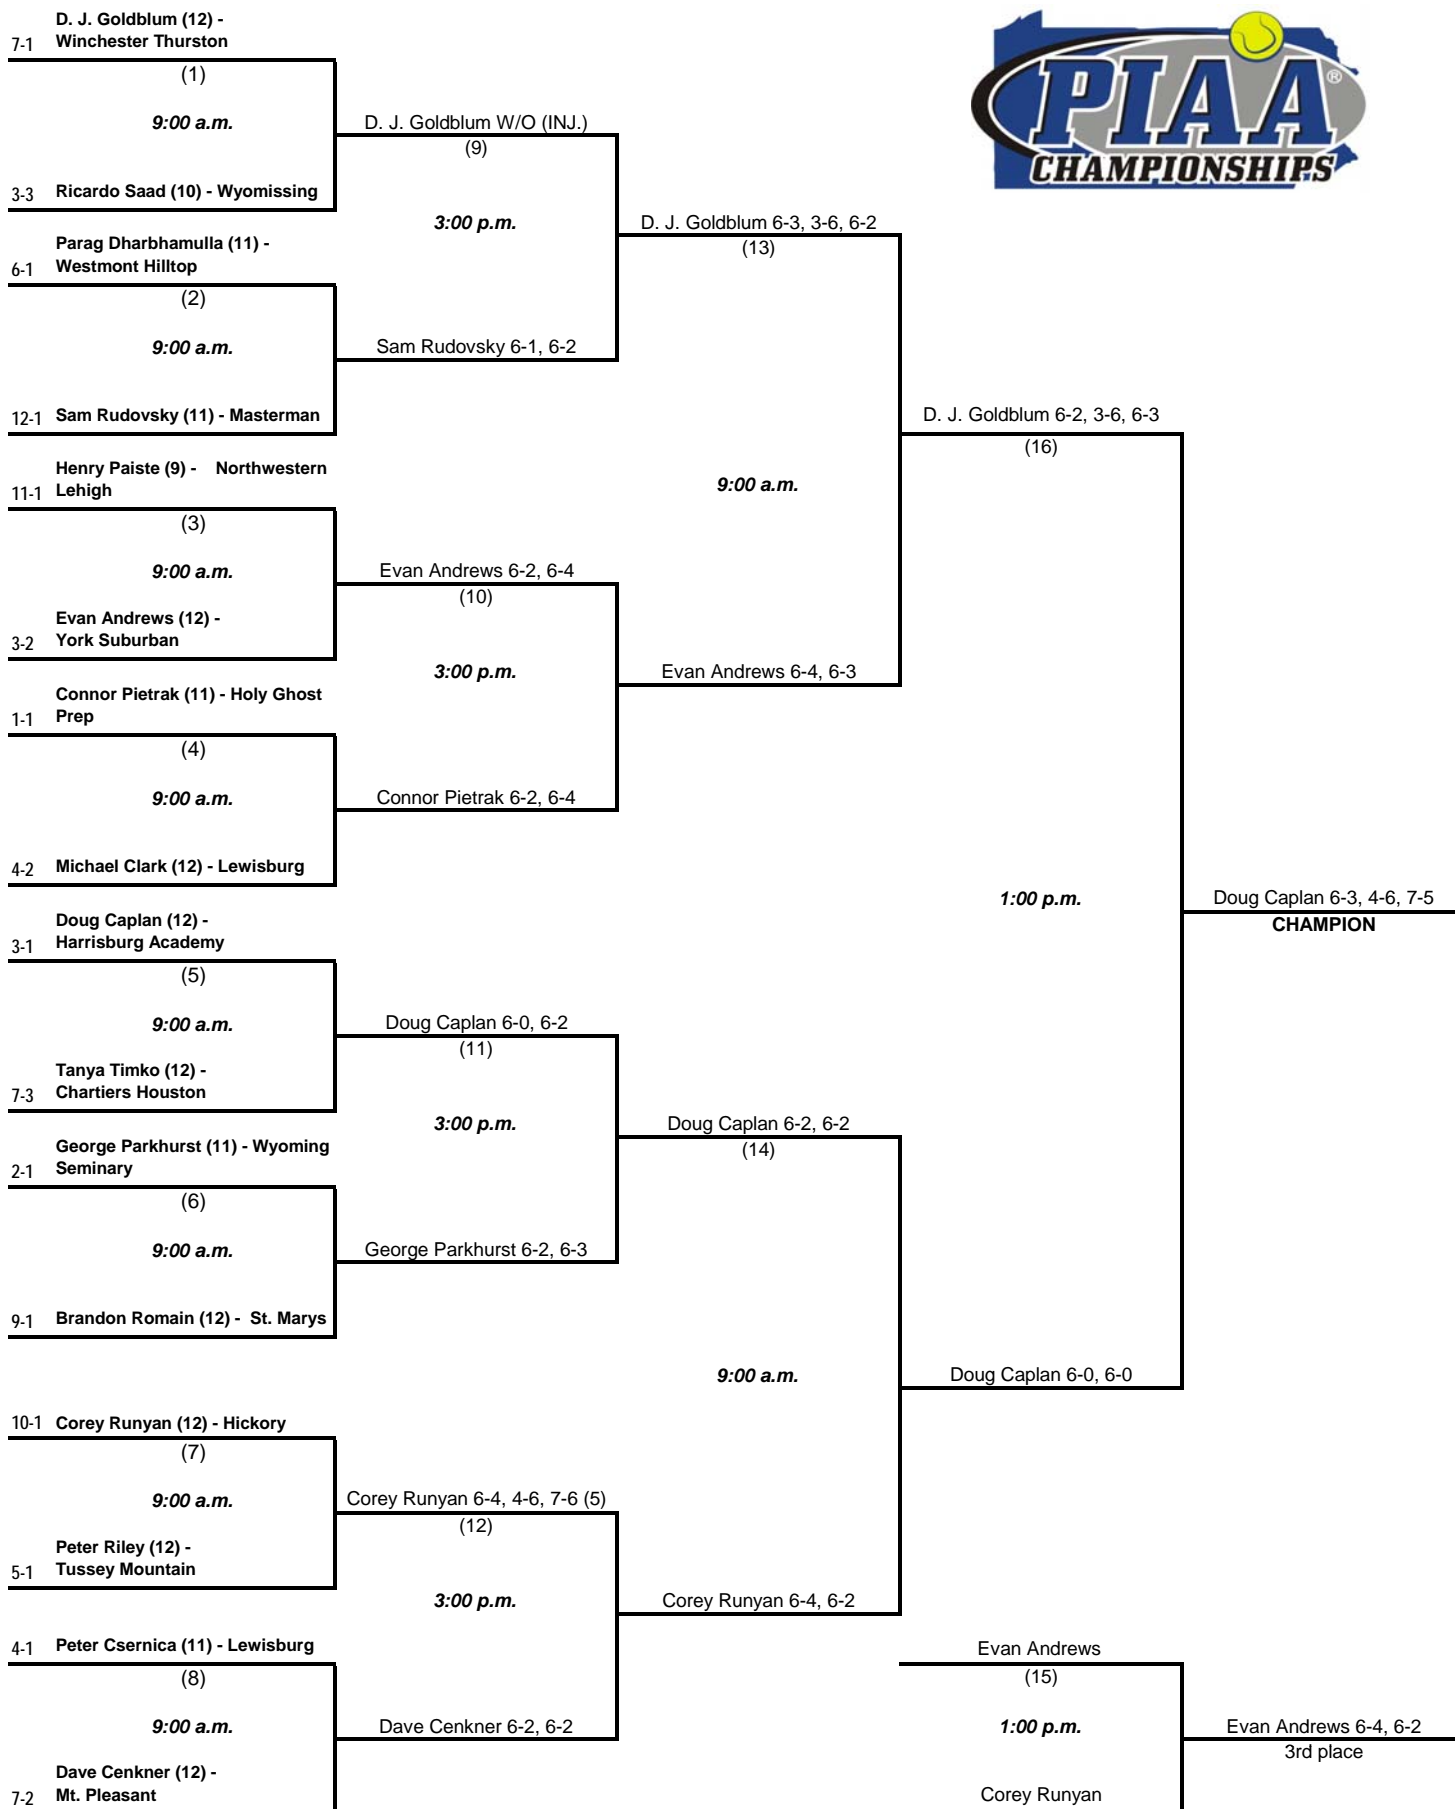 D. J. Goldblum (12) -
7-1 Winchester Thurston
(1)
9:00 a.m.
3-3 Ricardo Saad (10) - Wyomissing
Parag Dharbhamulla (11) -
6-1 Westmont Hilltop
(2)
9:00 a.m.
12-1 Sam Rudovsky (11) - Masterman
Henry Paiste (9) - Northwestern
11-1 Lehigh
(3)
9:00 a.m.
Evan Andrews (12) -
3-2 York Suburban
Connor Pietrak (11) - Holy Ghost
1-1 Prep
(4)
9:00 a.m.
4-2 Michael Clark (12) - Lewisburg
Doug Caplan (12) -
3-1 Harrisburg Academy
(5)
9:00 a.m.
Tanya Timko (12) -
7-3 Chartiers Houston
George Parkhurst (11) - Wyoming
2-1 Seminary
(6)
9:00 a.m.
9-1 Brandon Romain (12) - St. Marys
10-1 Corey Runyan (12) - Hickory
(7)
9:00 a.m.
Peter Riley (12) -
5-1 Tussey Mountain
4-1 Peter Csernica (11) - Lewisburg
(8)
9:00 a.m.
Dave Cenkner (12) -
7-2 Mt. Pleasant
D. J. Goldblum W/O (INJ.)
(9)
3:00 p.m.
Sam Rudovsky 6-1, 6-2
Evan Andrews 6-2, 6-4
(10)
3:00 p.m.
Connor Pietrak 6-2, 6-4
Doug Caplan 6-0, 6-2
(11)
3:00 p.m.
George Parkhurst 6-2, 6-3
Corey Runyan 6-4, 4-6, 7-6 (5)
(12)
3:00 p.m.
Dave Cenkner 6-2, 6-2
D. J. Goldblum 6-3, 3-6, 6-2
(13)
9:00 a.m.
Evan Andrews 6-4, 6-3
Doug Caplan 6-2, 6-2
(14)
9:00 a.m.
Corey Runyan 6-4, 6-2
PIAA®
CHAMPIONSHIPS
D. J. Goldblum 6-2, 3-6, 6-3
(16)
1:00 p.m.
Doug Caplan 6-0, 6-0
Doug Caplan 6-3, 4-6, 7-5
CHAMPION
Evan Andrews
(15)
1:00 p.m.
Corey Runyan
Evan Andrews 6-4, 6-2
3rd place